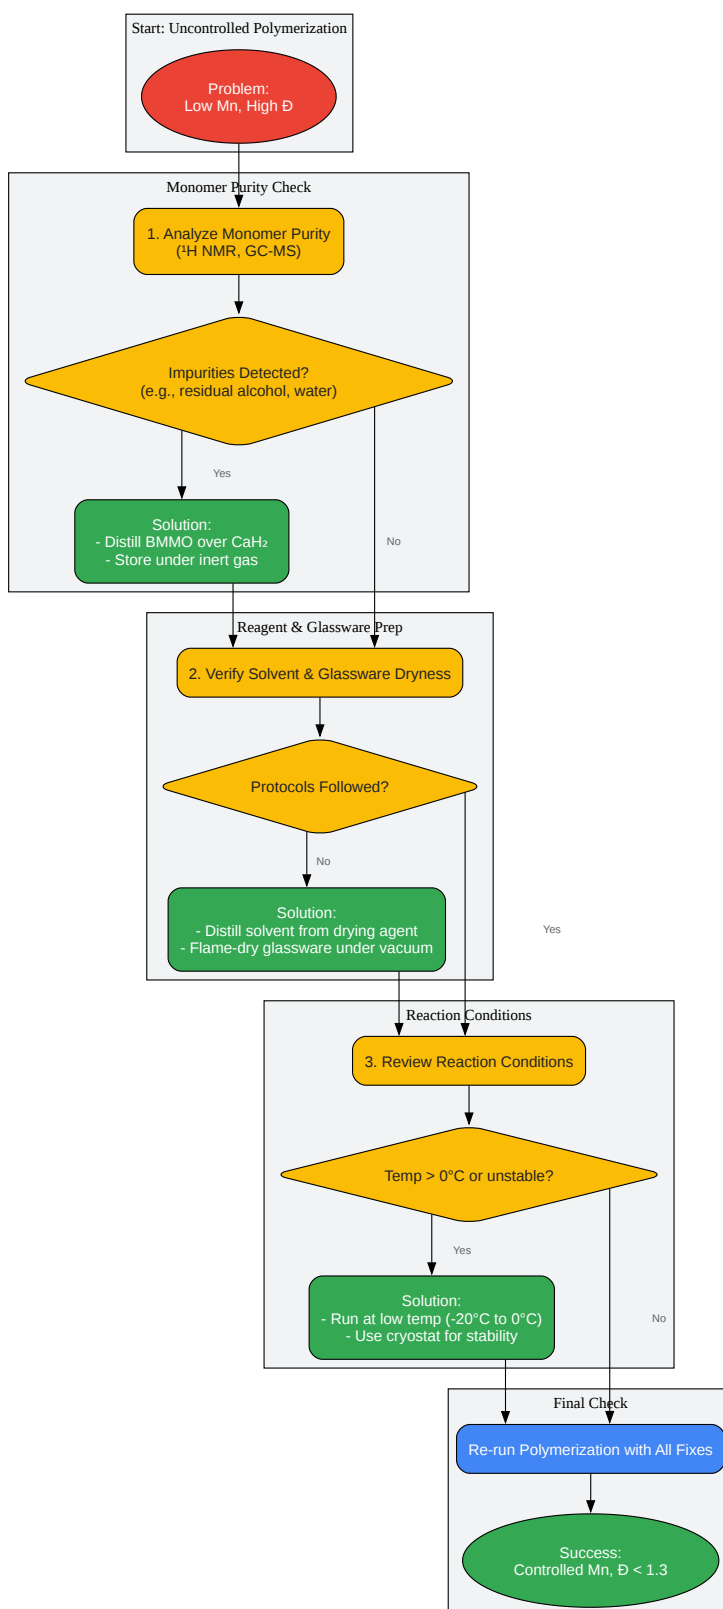 Start: Uncontrolled Polymerization
Problem:
Low Mn, High Đ
Monomer Purity Check
1. Analyze Monomer Purity
(¹H NMR, GC-MS)
Impurities Detected?
(e.g., residual alcohol, water)
Yes
Solution:
- Distill BMMO over CaH₂
- Store under inert gas
No
Reagent & Glassware Prep
2. Verify Solvent & Glassware Dryness
Protocols Followed?
No
Solution:
- Distill solvent from drying agent
- Flame-dry glassware under vacuum
Yes
Reaction Conditions
3. Review Reaction Conditions
Temp > 0°C or unstable?
Yes
Solution:
- Run at low temp (-20°C to 0°C)
- Use cryostat for stability
No
Final Check
Re-run Polymerization with All Fixes
Success:
Controlled Mn, Đ < 1.3